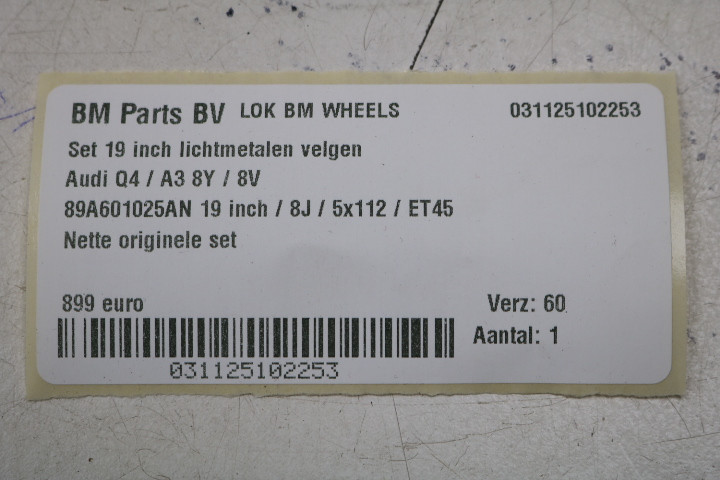 BM Parts BV LOK BM WHEELS 031125102253
Set 19 inch lichtmetalen velgen
Audi Q4 / A3 8Y / 8V
89A601025AN 19 inch / 8J / 5x112 / ET45
Nette originele set
899 euro Verz: 60
Aantal: 1
031125102253